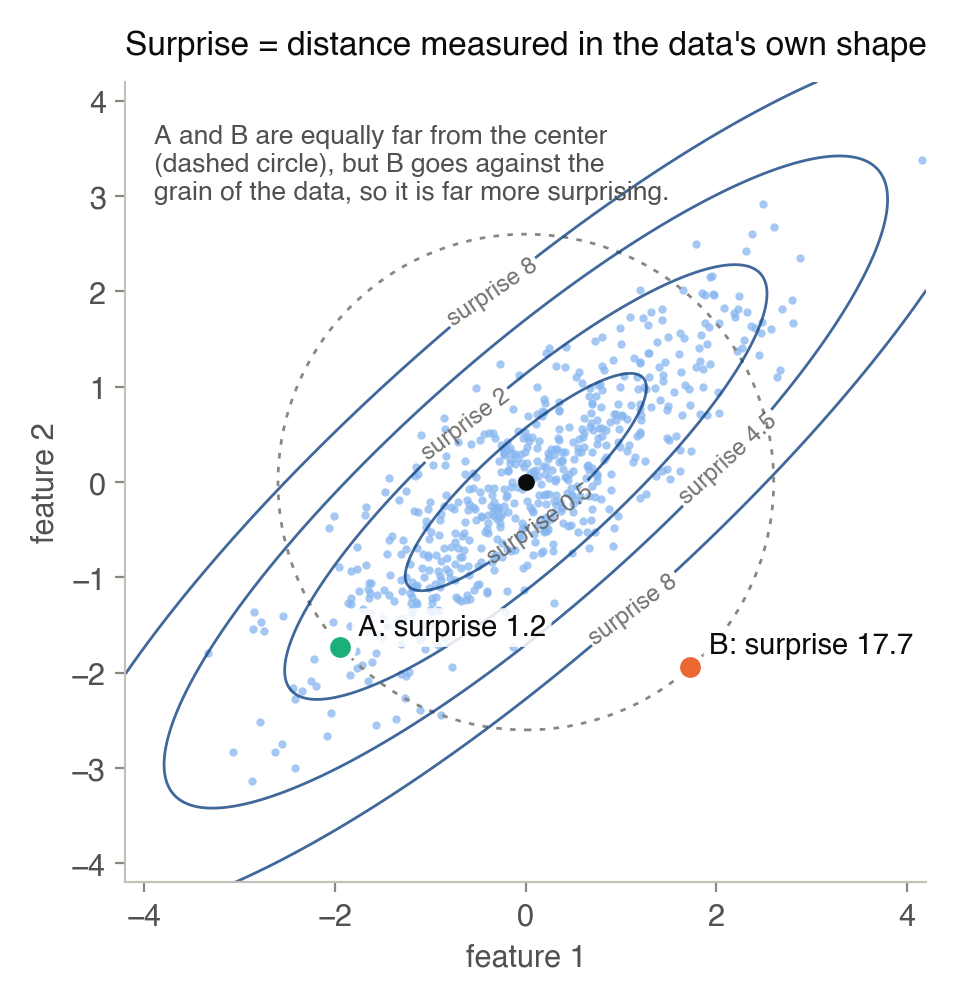 Surprise = distance measured in the data's own shape
4
A and B are equally far from the center
(dashed circle), but B goes against the
grain of the data, so it is far more surprising.
3
surprise 8
2
1
surprise 2
surprise 4.5
feature 2
0
surprise 0.5
−1
surprise 8
A: surprise 1.2
B: surprise 17.7
−2
−3
−4
−4
−2
0
2
4
feature 1